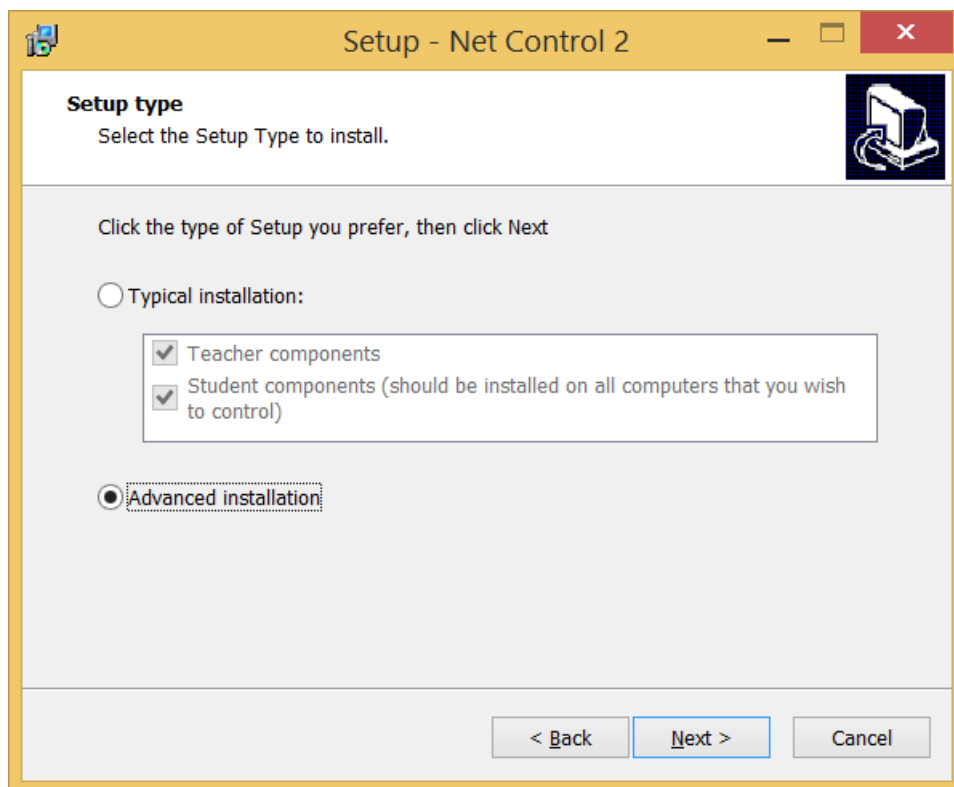 Setup - Net Control 2
Setup type
Select the Setup Type to install.
Click the type of Setup you prefer, then click Next
Typical installation:
Teacher components
Student components (should be installed on all computers that you wish
to control)
Advanced installation
< Back Next > Cancel